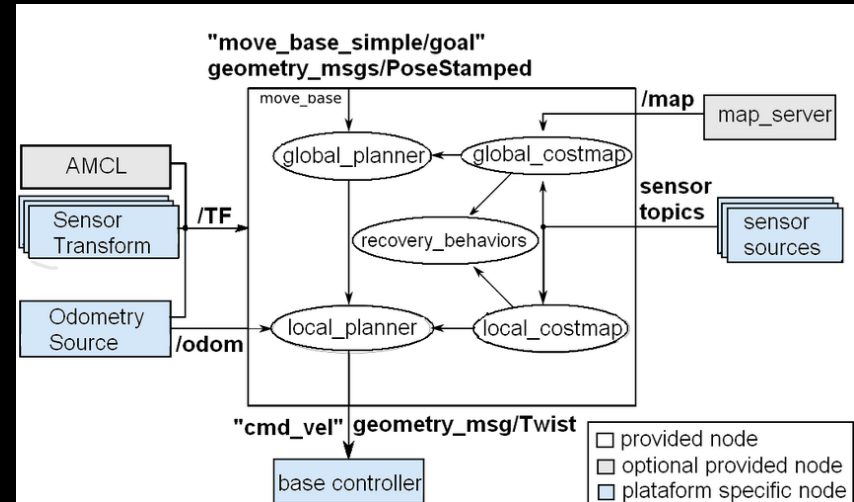 "move_base_simple/goal"
geometry_msgs/PoseStamped
move_base
/map
map_server
global_planner
global_costmap
AMCL
Sensor
Transform
/TF
sensor
topics
sensor
sources
recovery_behaviors
Odometry
Source
/odom
local_planner
local_costmap
"cmd_vel"
geometry_msg/Twist
base controller
provided node
optional provided node
plataform specific node